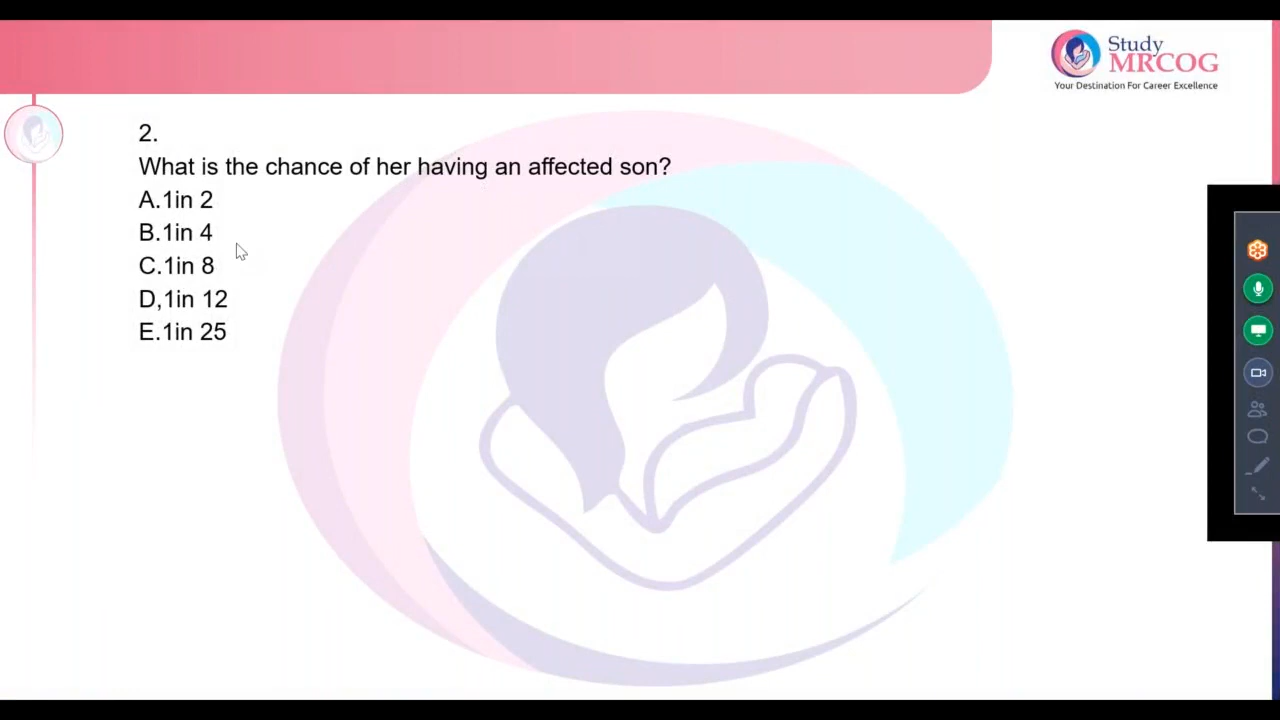 Study
MRCOG
Your Destination For Career Excellence
2.
What is the chance of her having an affected son?
A.1in 2
B.1in 4
C.1in 8
D,1in 12
E.1in 25